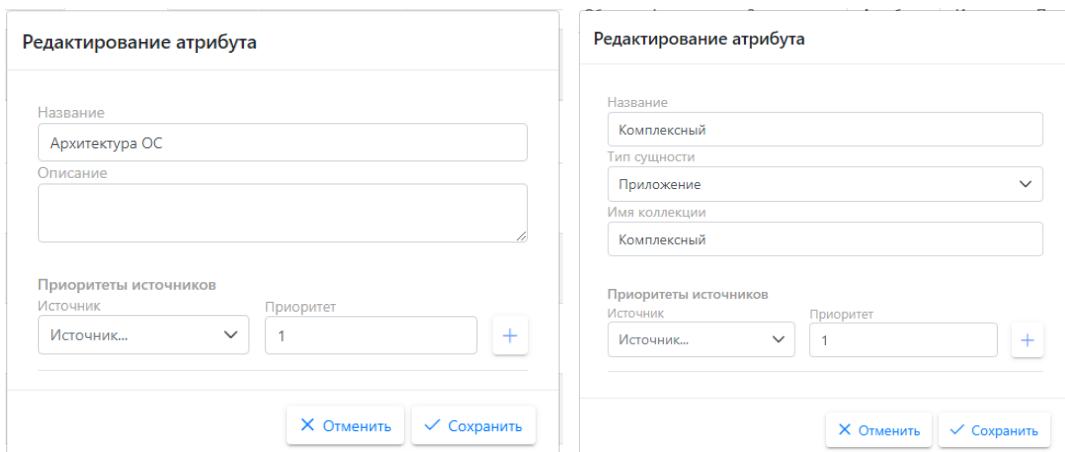 Редактирование атрибута
Название
Архитектура ОС
Описание
Приоритеты источников
Источник Приоритет
Источник... 1
Отменить Сохранить
Редактирование атрибута
Название
Комплексный
Тип сущности
Приложение
Имя коллекции
Комплексный
Приоритеты источников
Источник Приоритет
Источник... 1
Отменить Сохранить